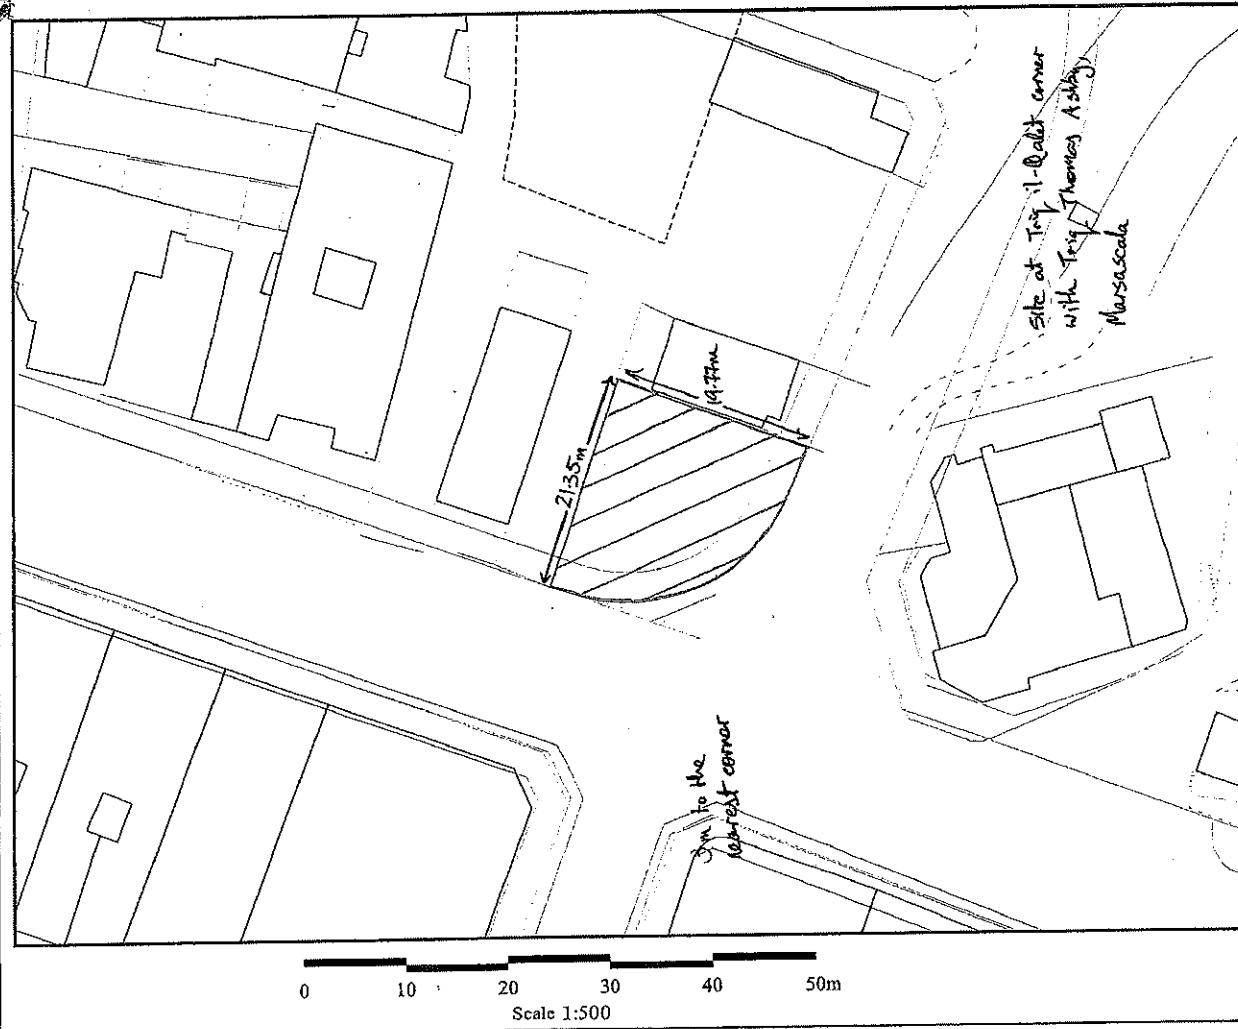 Site at Triq il-Qalit corner
with Triq Thomas Ashby,
Marsascala
19.77m
21.35m
3m to the
nearest corner
0 10 20 30 40 50m
Scale 1:500